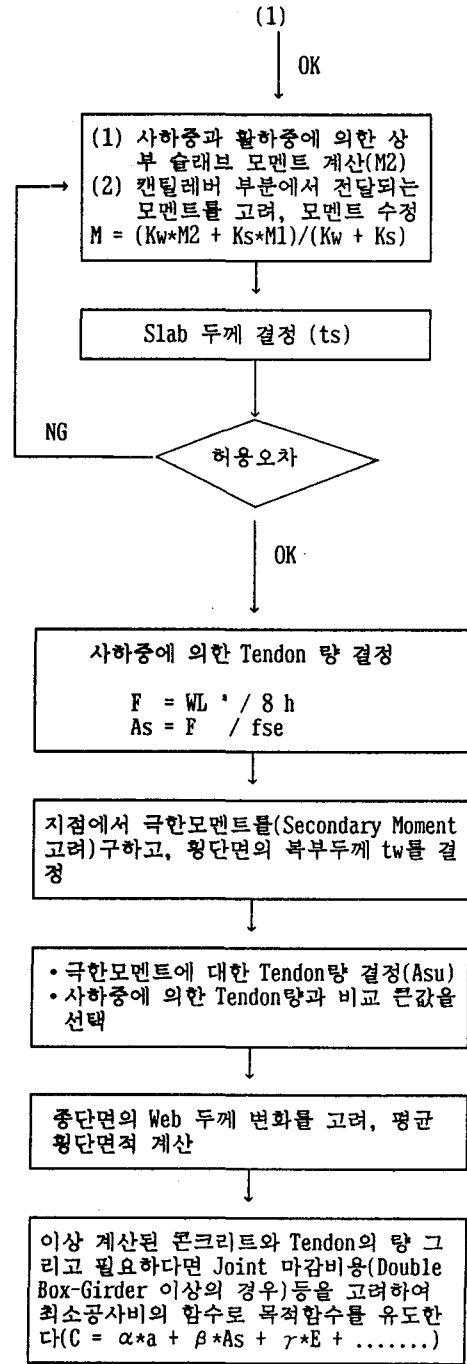 (1)
OK
(1) 사하중과 활하중에 의한 상
부 슬래브 모멘트 계산(M2)
(2) 캔틸레버 부분에서 전달되는
모멘트를 고려, 모멘트 수정
M = (Kw*M2 + Ks*M1)/(Kw + Ks)
Slab 두께 결정 (ts)
NG
허용오차
OK
사하중에 의한 Tendon 량 결정
F = WL ² / 8 h
As = F / fse
지점에서 극한모멘트를(Secondary Moment
고려)구하고, 횡단면의 복부두께 tw를 결
정
• 극한모멘트에 대한 Tendon량 결정(Asu)
• 사하중에 의한 Tendon량과 비교 큰값을
선택
종단면의 Web 두께 변화를 고려, 평균
횡단면적 계산
이상 계산된 콘크리트와 Tendon의 량 그
리고 필요하다면 Joint 마감비용(Double
Box-Girder 이상의 경우)등을 고려하여
최소공사비의 함수로 목적함수를 유도한
다(C = α*a + β*As + γ*E + .......)